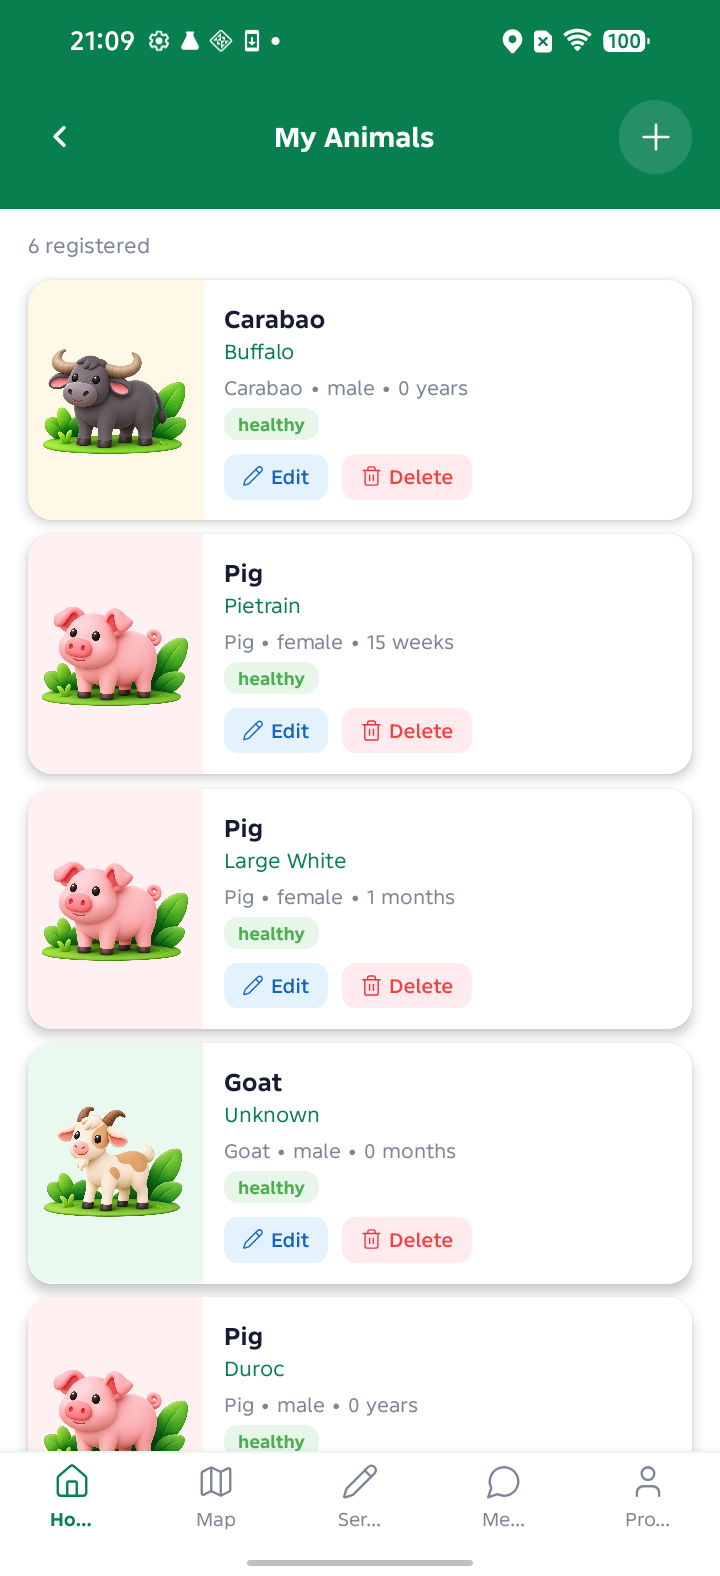 21:09
100
My Animals
6 registered
Carabao
Buffalo
Carabao • male • 0 years
healthy
Edit
Delete
Pig
Pietrain
Pig • female • 15 weeks
healthy
Edit
Delete
Pig
Large White
Pig • female • 1 months
healthy
Edit
Delete
Goat
Unknown
Goat • male • 0 months
healthy
Edit
Delete
Pig
Duroc
Pig • male • 0 years
healthy
Ho...
Map
Ser...
Me...
Pro...